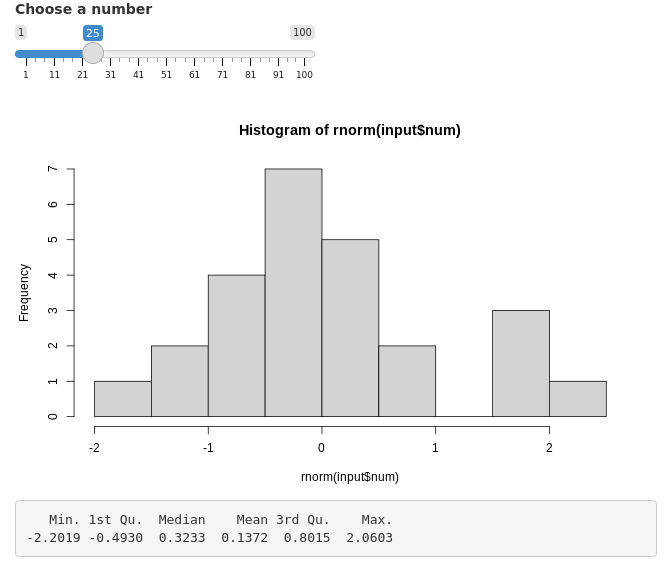 Choose a number
1 25 100
1 11 21 31 41 51 61 71 81 91 100
Histogram of rnorm(input$num)
7
6
5
4
3
2
1
0
Frequency
-2 -1 0 1 2
rnorm(input$num)
Min. 1st Qu. Median Mean 3rd Qu. Max.
-2.2019 -0.4930 0.3233 0.1372 0.8015 2.0603